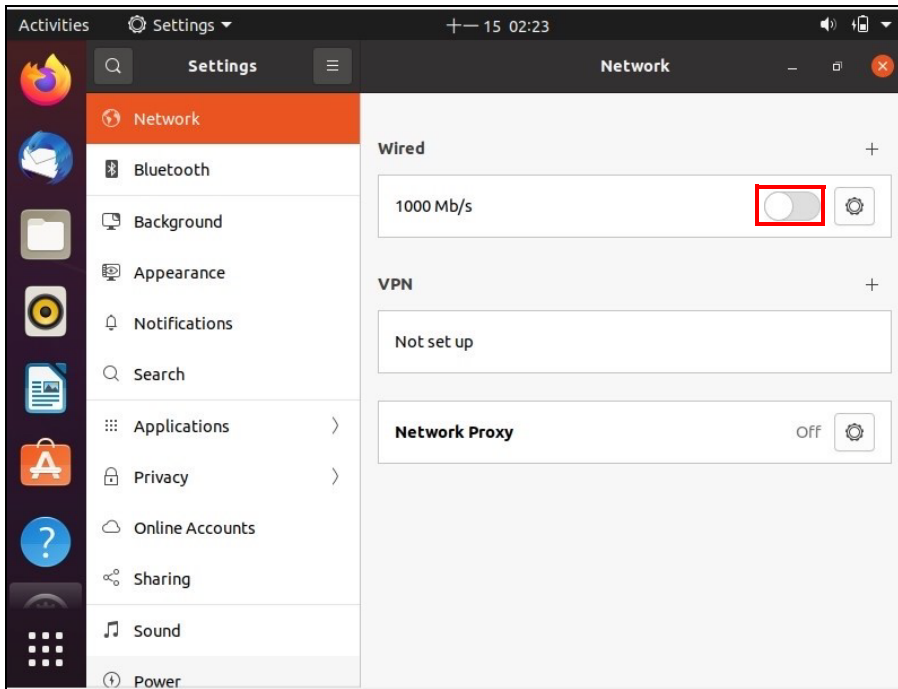 Activities
Settings
十一 15 02:23
Settings
Network
Network
Bluetooth
Background
Appearance
Notifications
Search
Applications
Privacy
Online Accounts
Sharing
Sound
Power
Wired
1000 Mb/s
VPN
Not set up
Network Proxy
Off